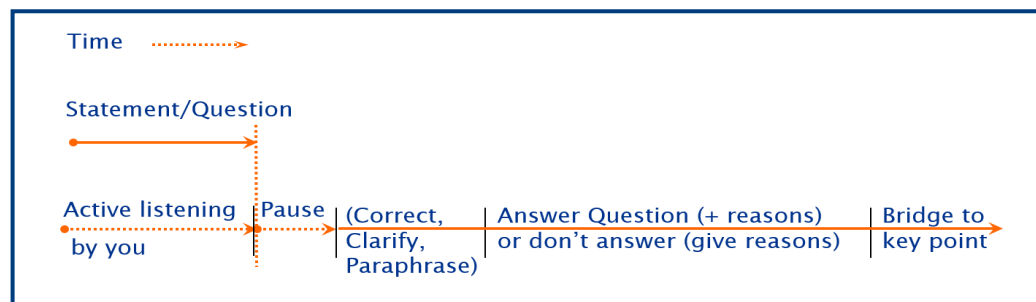 Time
Statement/Question
Active listening
by you
Pause
(Correct,
Clarify,
Paraphrase)
Answer Question (+ reasons)
or don’t answer (give reasons)
Bridge to
key point